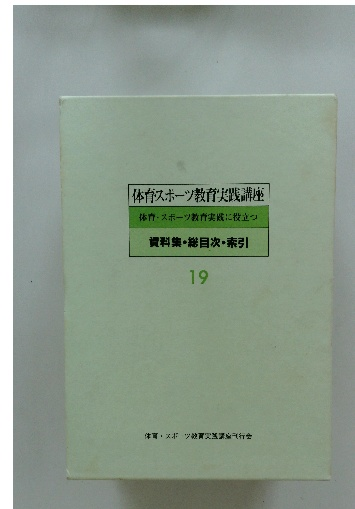 体育スポーツ教育実践講座
体育・スポーツ教育実践に役立つ
資料集・総目次・索引
19
体育・スポーツ教育実践講座刊行会